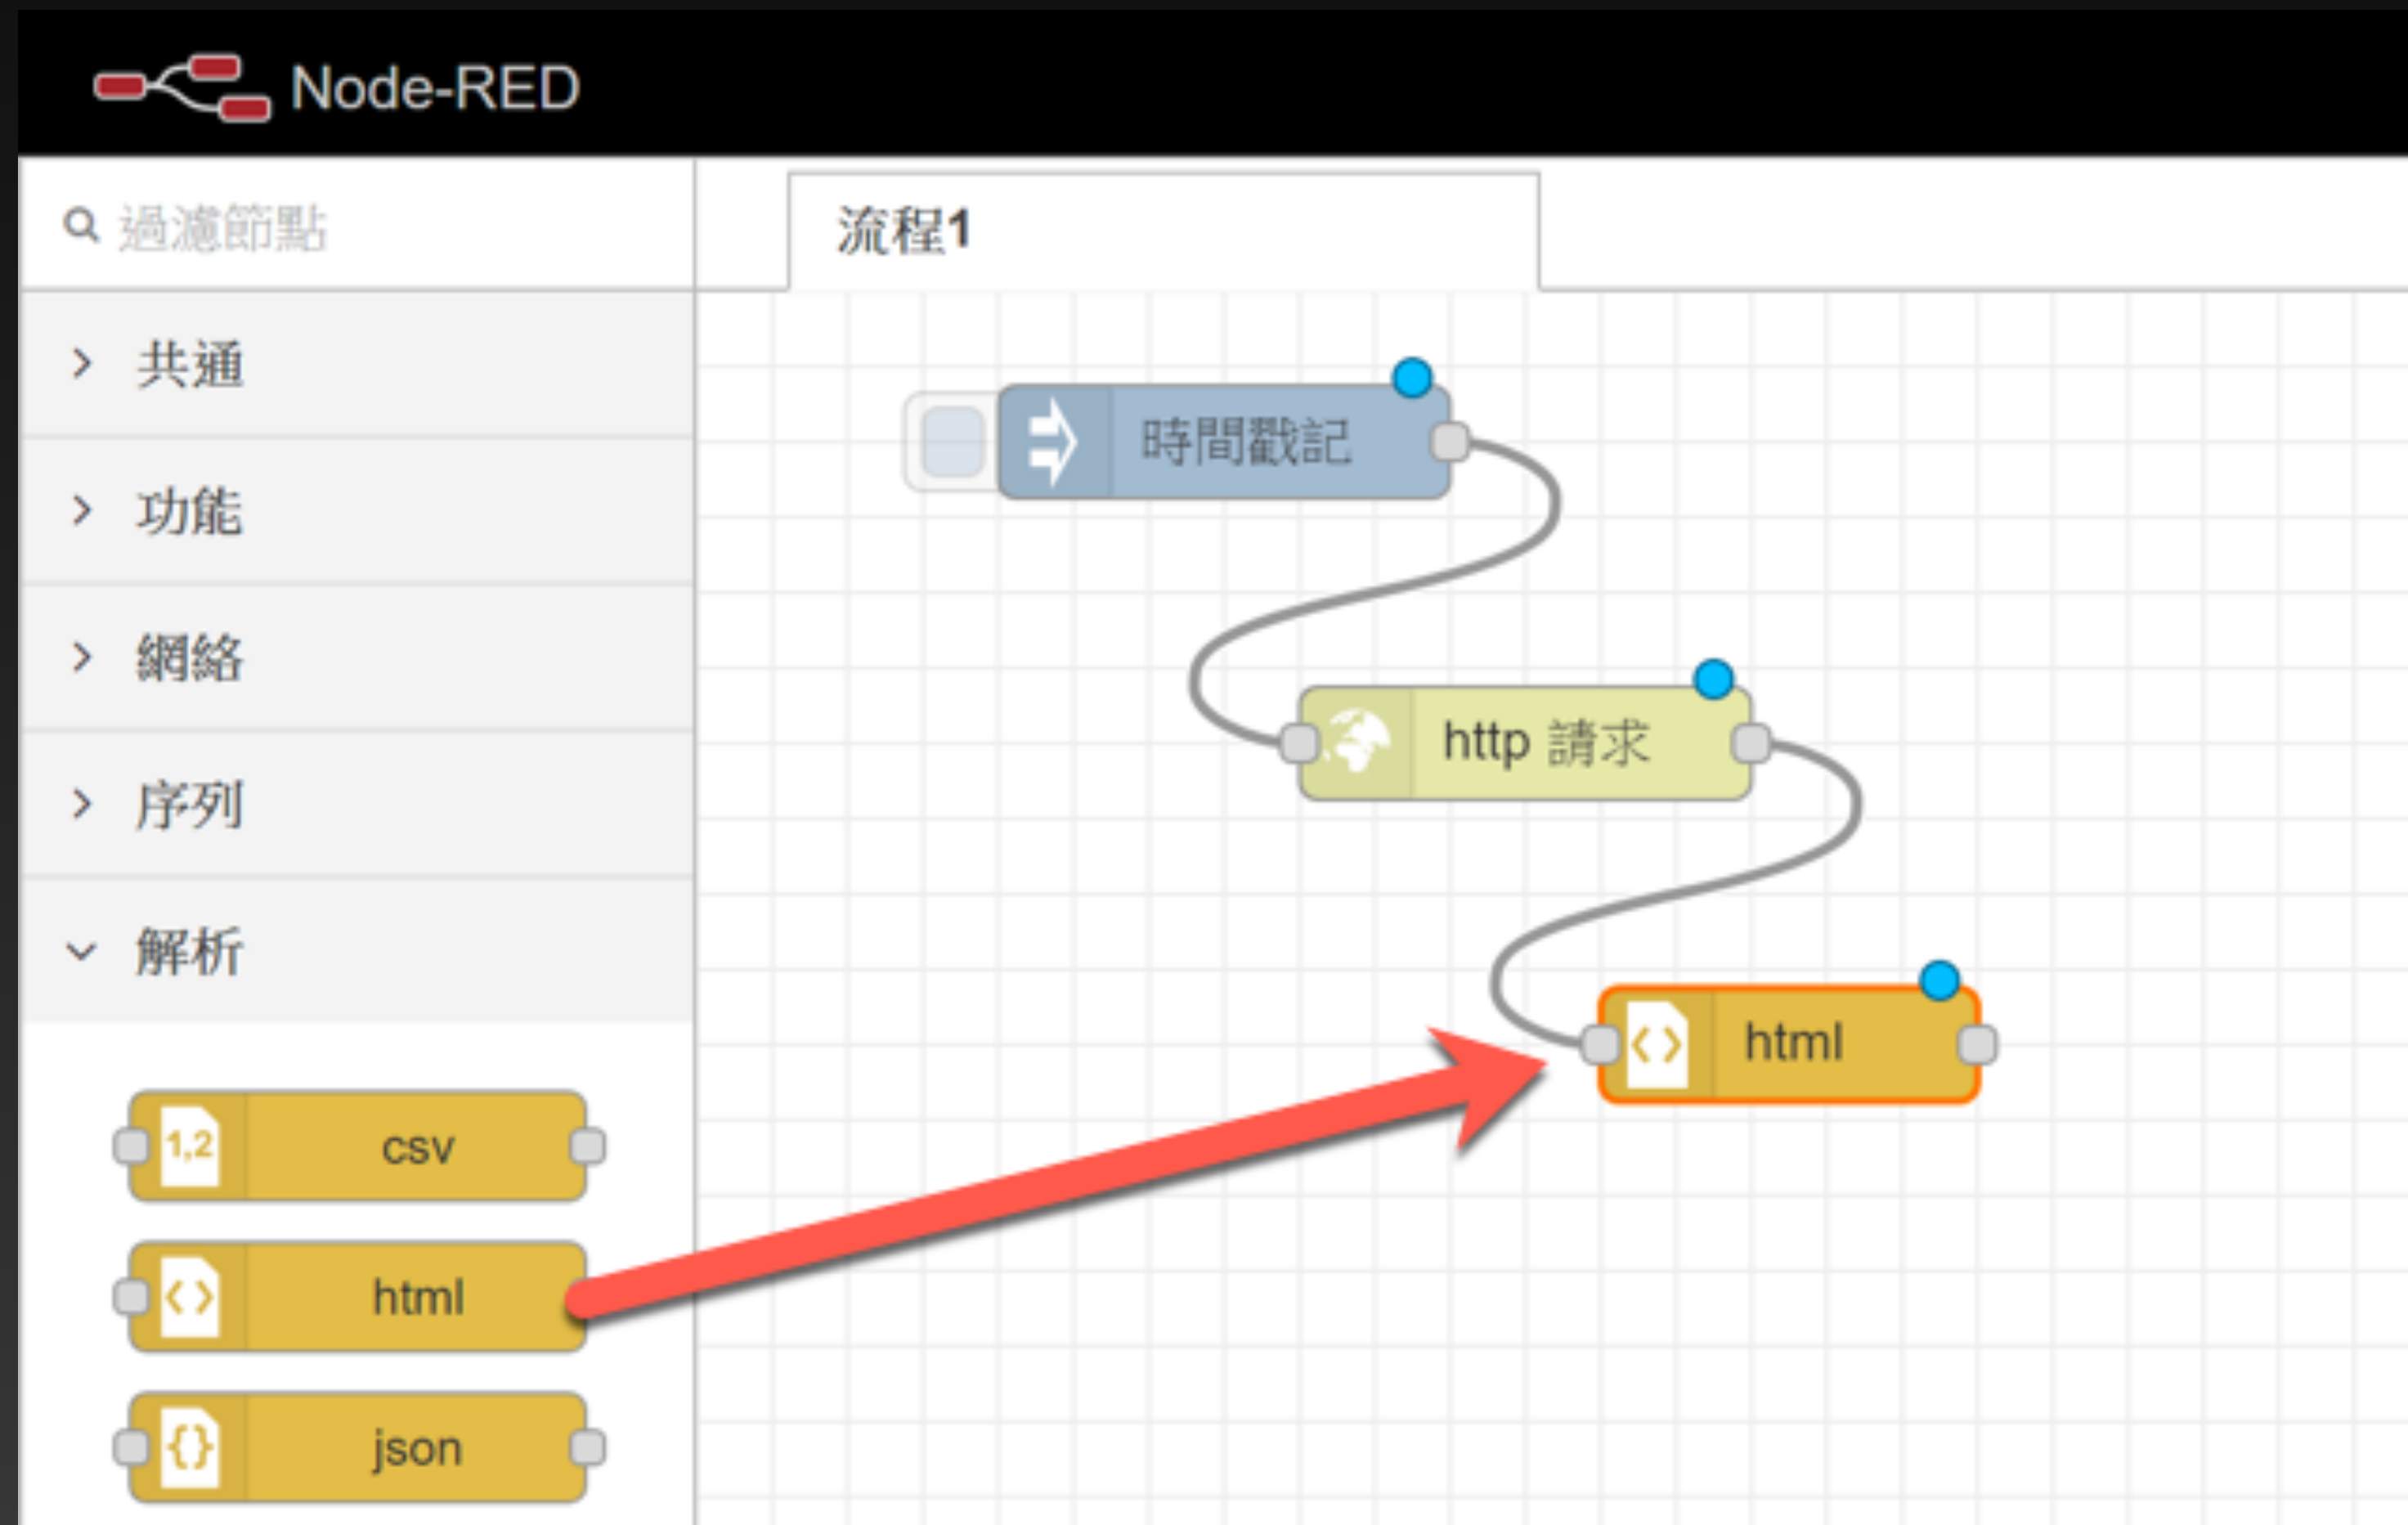 Node-RED
過濾節點
流程1
共通
功能
網絡
序列
解析
1,2 csv
<> html
{} json
時間戳記
http 請求
<> html